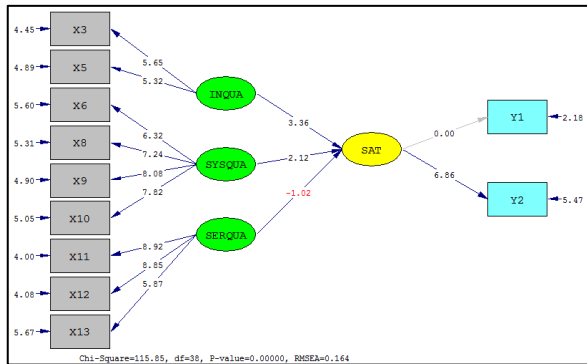 4.45
X3
4.89
X5
5.60
X6
5.31
X8
4.90
X9
5.05
X10
4.00
X11
4.08
X12
5.67
X13
5.65
5.32
6.32
7.24
8.08
7.82
8.92
8.85
5.87
INQUA
SYSQUA
SERQUA
3.36
2.12
-1.02
SAT
0.00
6.86
Y1
2.18
Y2
5.47
Chi-Square=115.85, df=38, P-value=0.00000, RMSEA=0.164